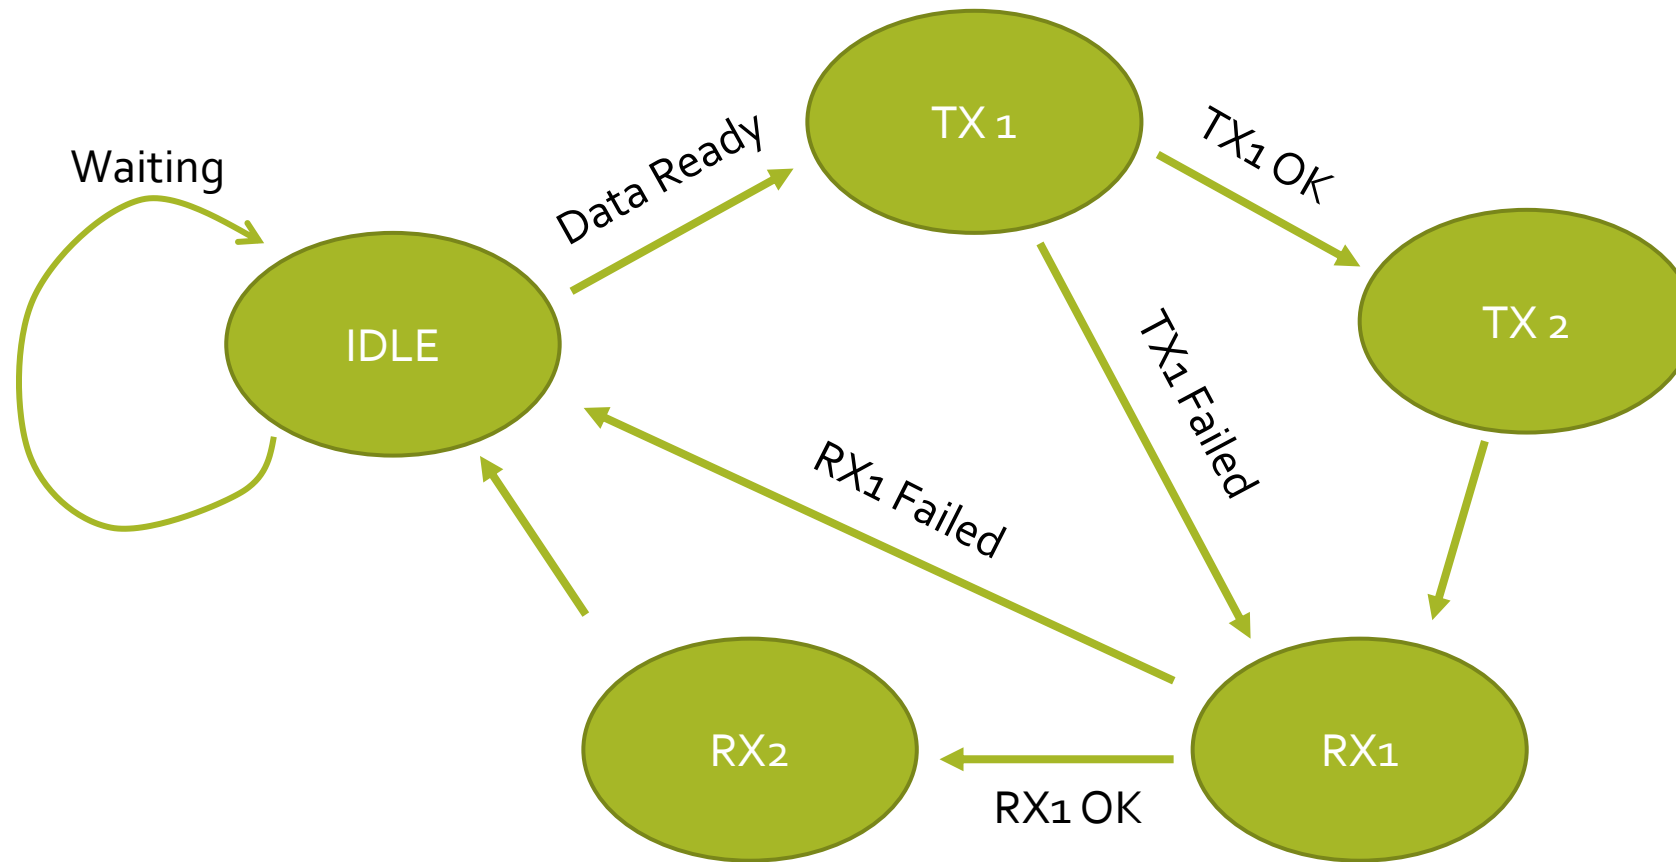 TX 1
TX1 OK
Data Ready
Waiting
TX 2
IDLE
TX1 Failed
RX1 Failed
RX2
RX1
RX1 OK